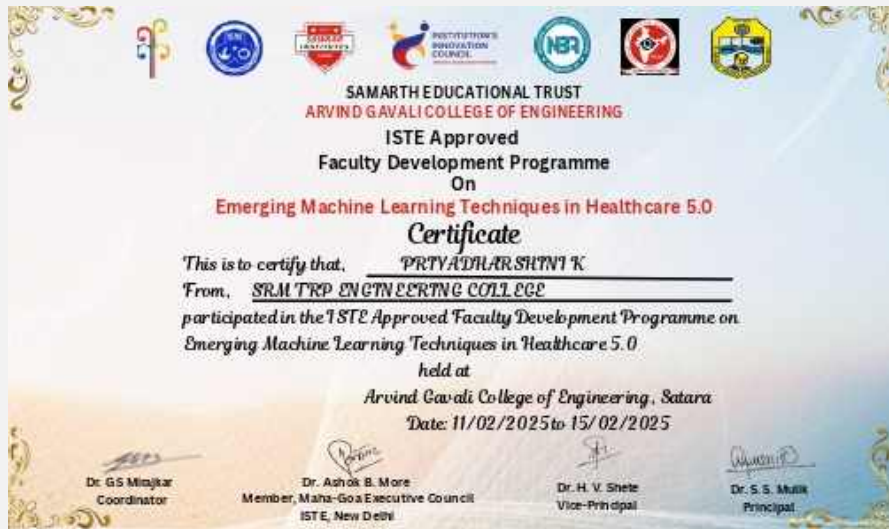 INSTITUTION'S
INNOVATION
COUNCIL
NBR
SAMARTH EDUCATIONAL TRUST
ARVIND GAVALI COLLEGE OF ENGINEERING
ISTE Approved
Faculty Development Programme
On
Emerging Machine Learning Techniques in Healthcare 5.0
Certificate
This is to certify that, PRIYADHARSHINI K
From, SRM TRP ENGINEERING COLLEGE
participated in the ISTE Approved Faculty Development Programme on
Emerging Machine Learning Techniques in Healthcare 5.0
held at
Arvind Gavali College of Engineering, Satara
Date: 11/02/2025 to 15/02/2025
Dr. GS Mirajkar
Coordinator
Dr. Ashok B. More
Member, Maha-Goa Executive Council
ISTE, New Delhi
Dr. H. V. Shete
Vice-Principal
Dr. S. S. Mulik
Principal